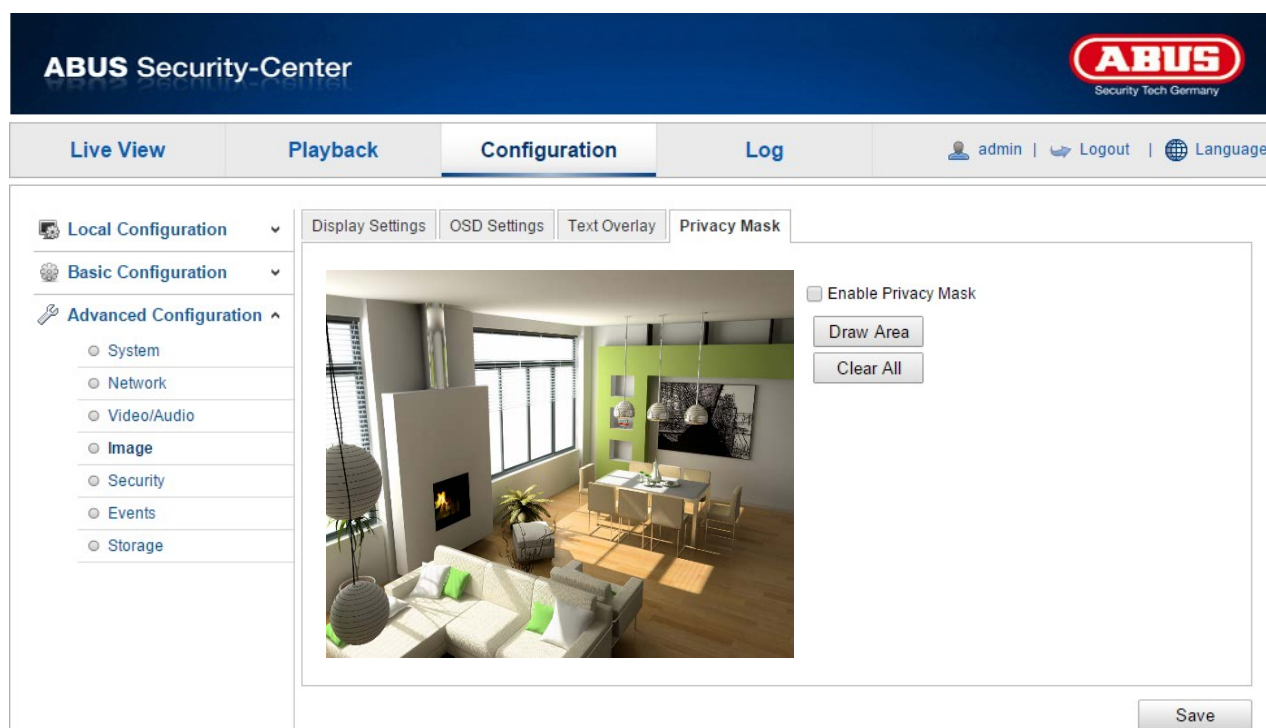 ABUS Security-Center
ABUS
Security Tech Germany
Live View Playback Configuration Log admin | Logout | Language
Local Configuration
Basic Configuration
Advanced Configuration
System
Network
Video/Audio
Image
Security
Events
Storage
Display Settings OSD Settings Text Overlay Privacy Mask
Enable Privacy Mask
Draw Area
Clear All
Save